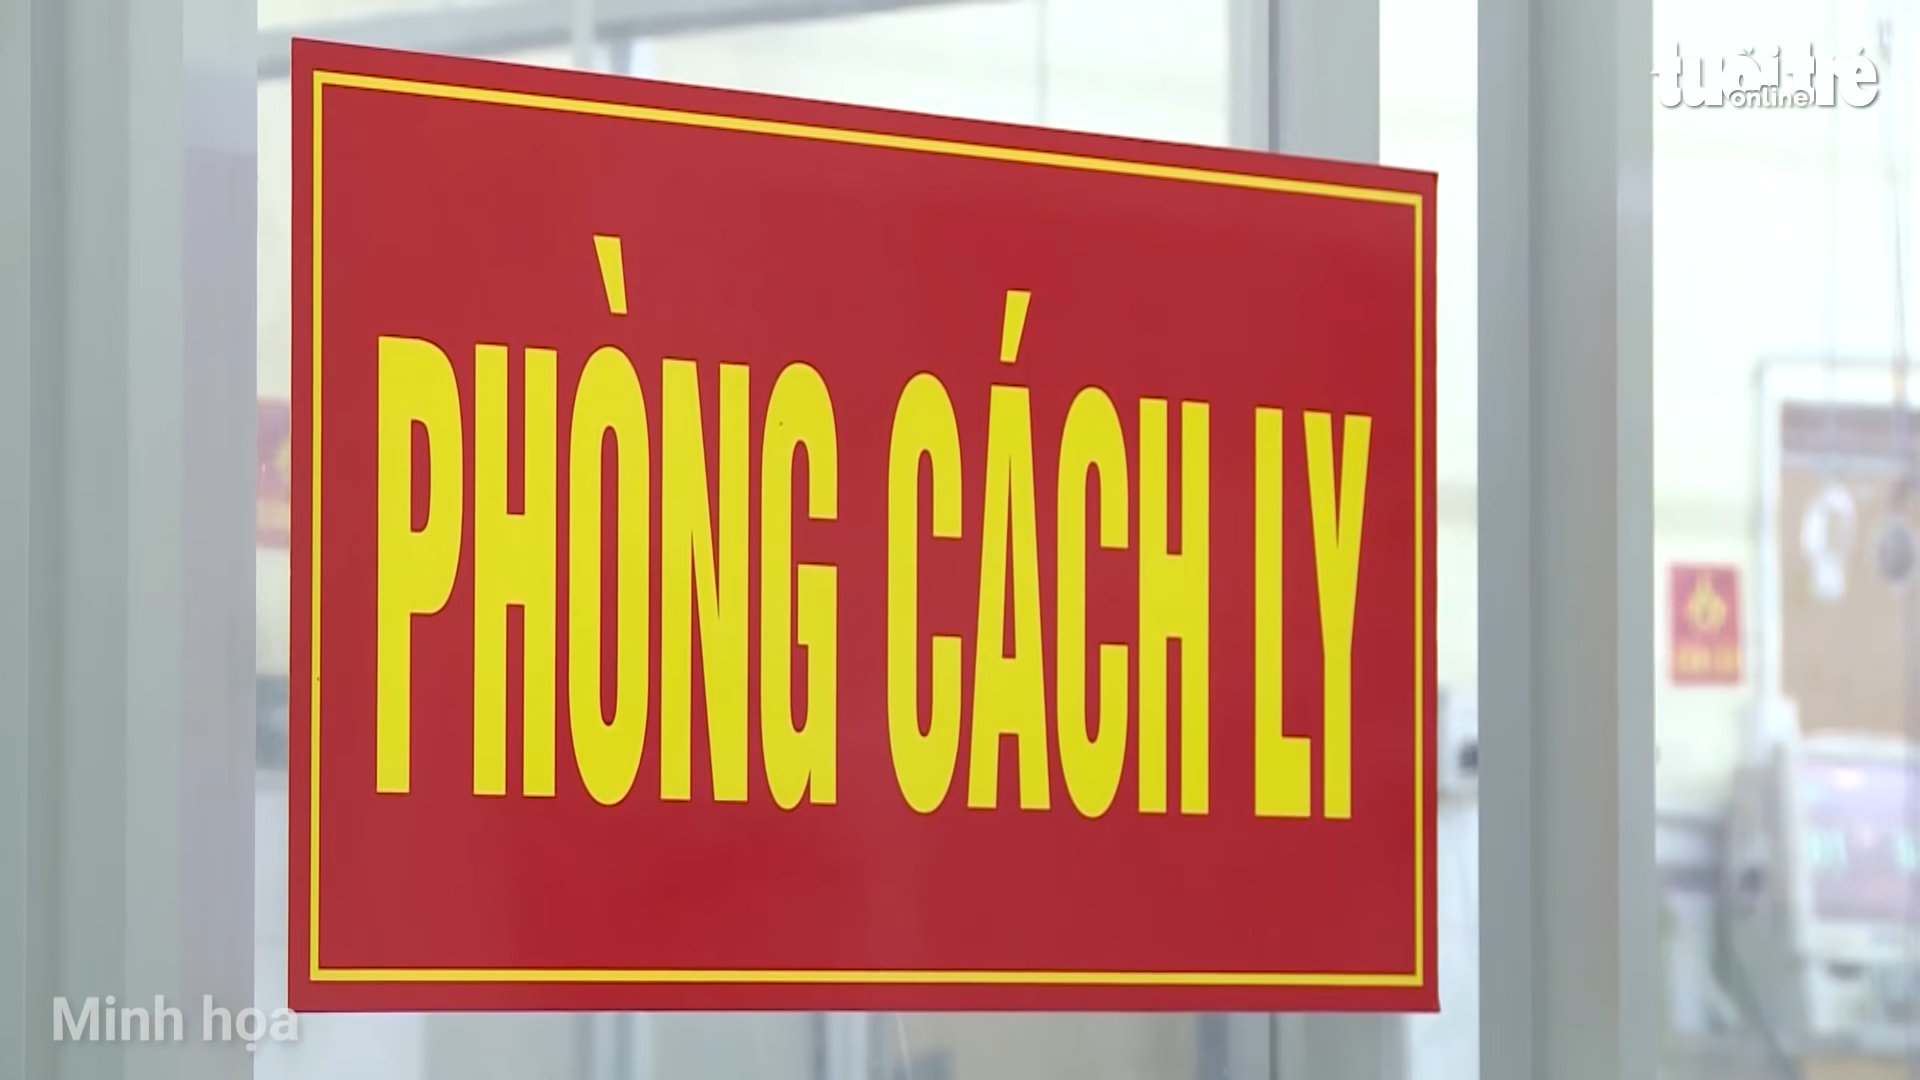 tuổi trẻ
online
PHÒNG CÁCH LY
Minh họa